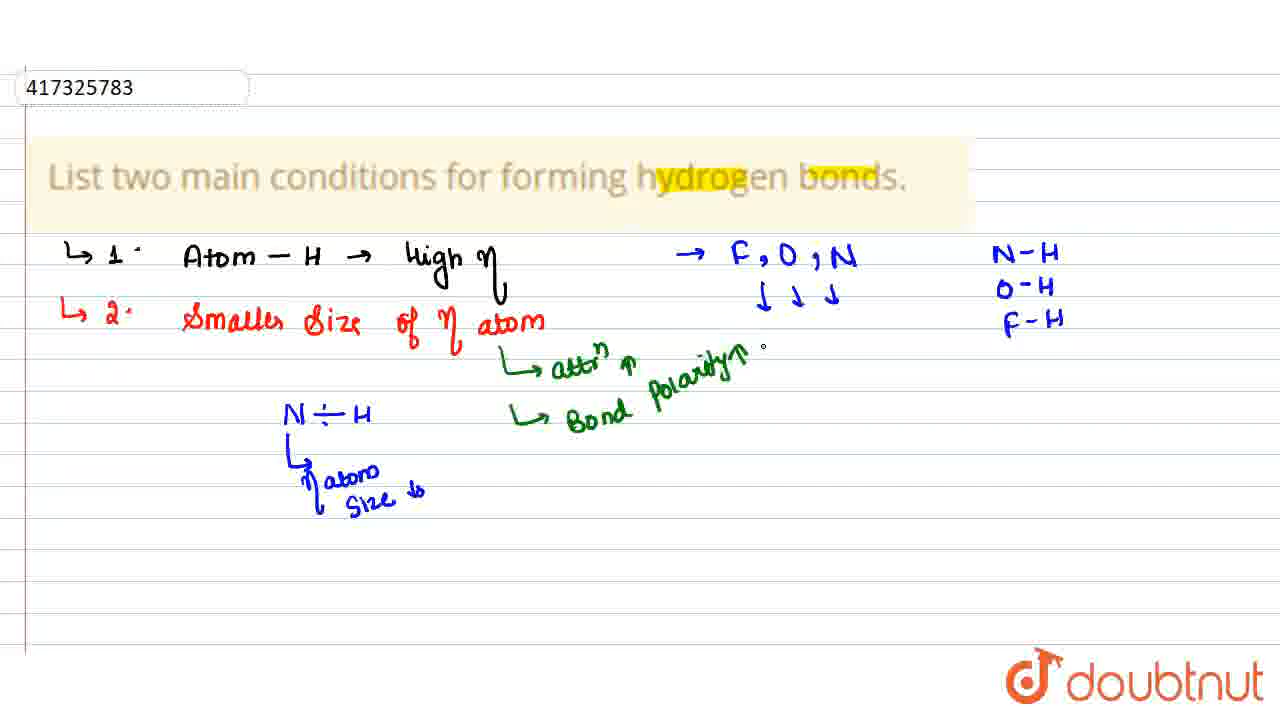 417325783
List two main conditions for forming hydrogen bonds.
↳ 1. Atom – H → High η → F, O, N N–H
↓ ↓ ↓ O–H
↳ 2. Smaller Size of η atom F–H
↳ attrⁿ ↑
↳ Bond Polarity ↑
N – H
↳ η atom
Size ↓
doubtnut